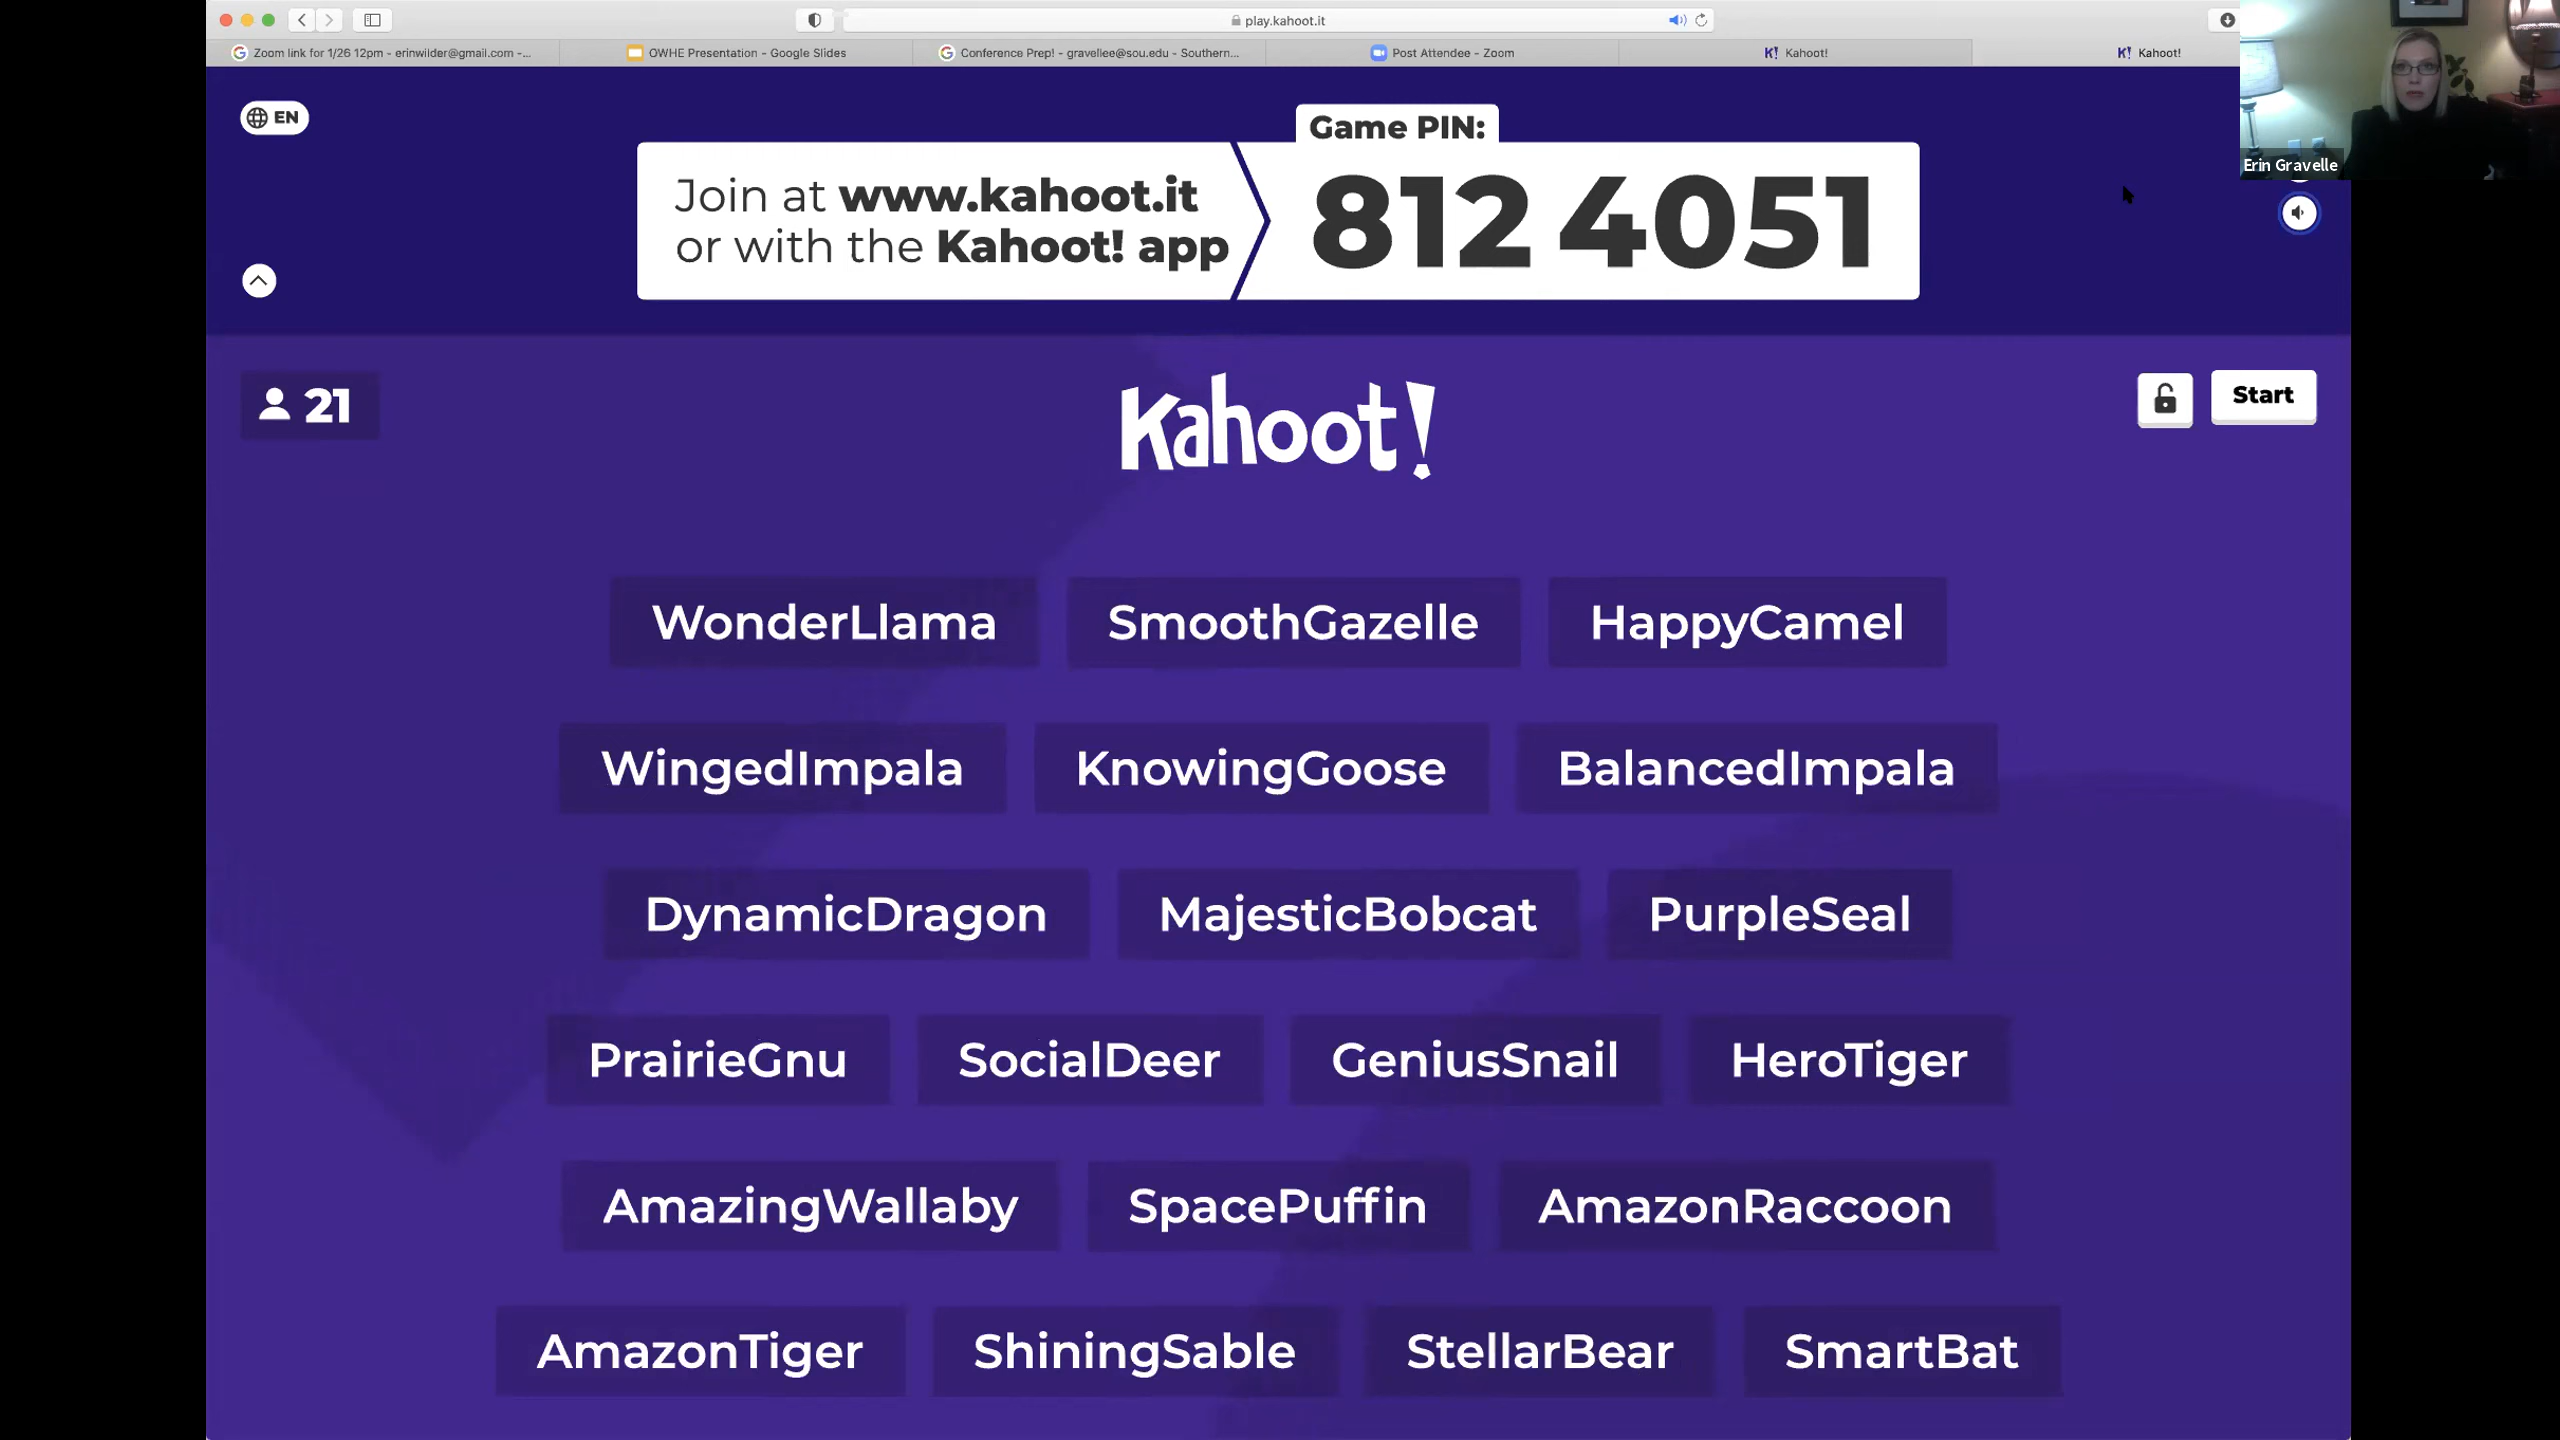 play.kahoot.it
Zoom link for 1/26 12pm - erinwilder@gmail.com -...
OWHE Presentation - Google Slides
Conference Prep! - gravellee@sou.edu - Southern...
Post Attendee - Zoom
K! Kahoot!
K! Kahoot!
Erin Gravelle
EN
Game PIN:
Join at www.kahoot.it
or with the Kahoot! app
812 4051
21
Kahoot!
Start
WonderLlama SmoothGazelle HappyCamel
WingedImpala KnowingGoose BalancedImpala
DynamicDragon MajesticBobcat PurpleSeal
PrairieGnu SocialDeer GeniusSnail HeroTiger
AmazingWallaby SpacePuffin AmazonRaccoon
AmazonTiger ShiningSable StellarBear SmartBat